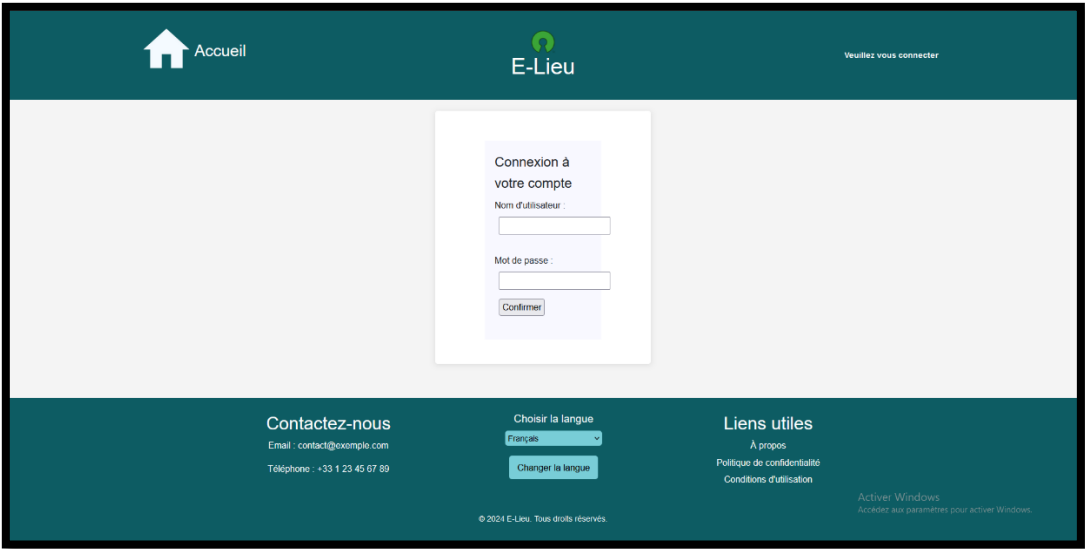 Accueil
E-Lieu
Veuillez vous connecter
Connexion à
votre compte
Nom d'utilisateur :
Mot de passe :
Confirmer
Contactez-nous
Email : contact@exemple.com
Téléphone : +33 1 23 45 67 89
Choisir la langue
Français
Changer la langue
Liens utiles
À propos
Politique de confidentialité
Conditions d'utilisation
Activer Windows
Accédez aux paramètres pour activer Windows.
© 2024 E-Lieu. Tous droits réservés.